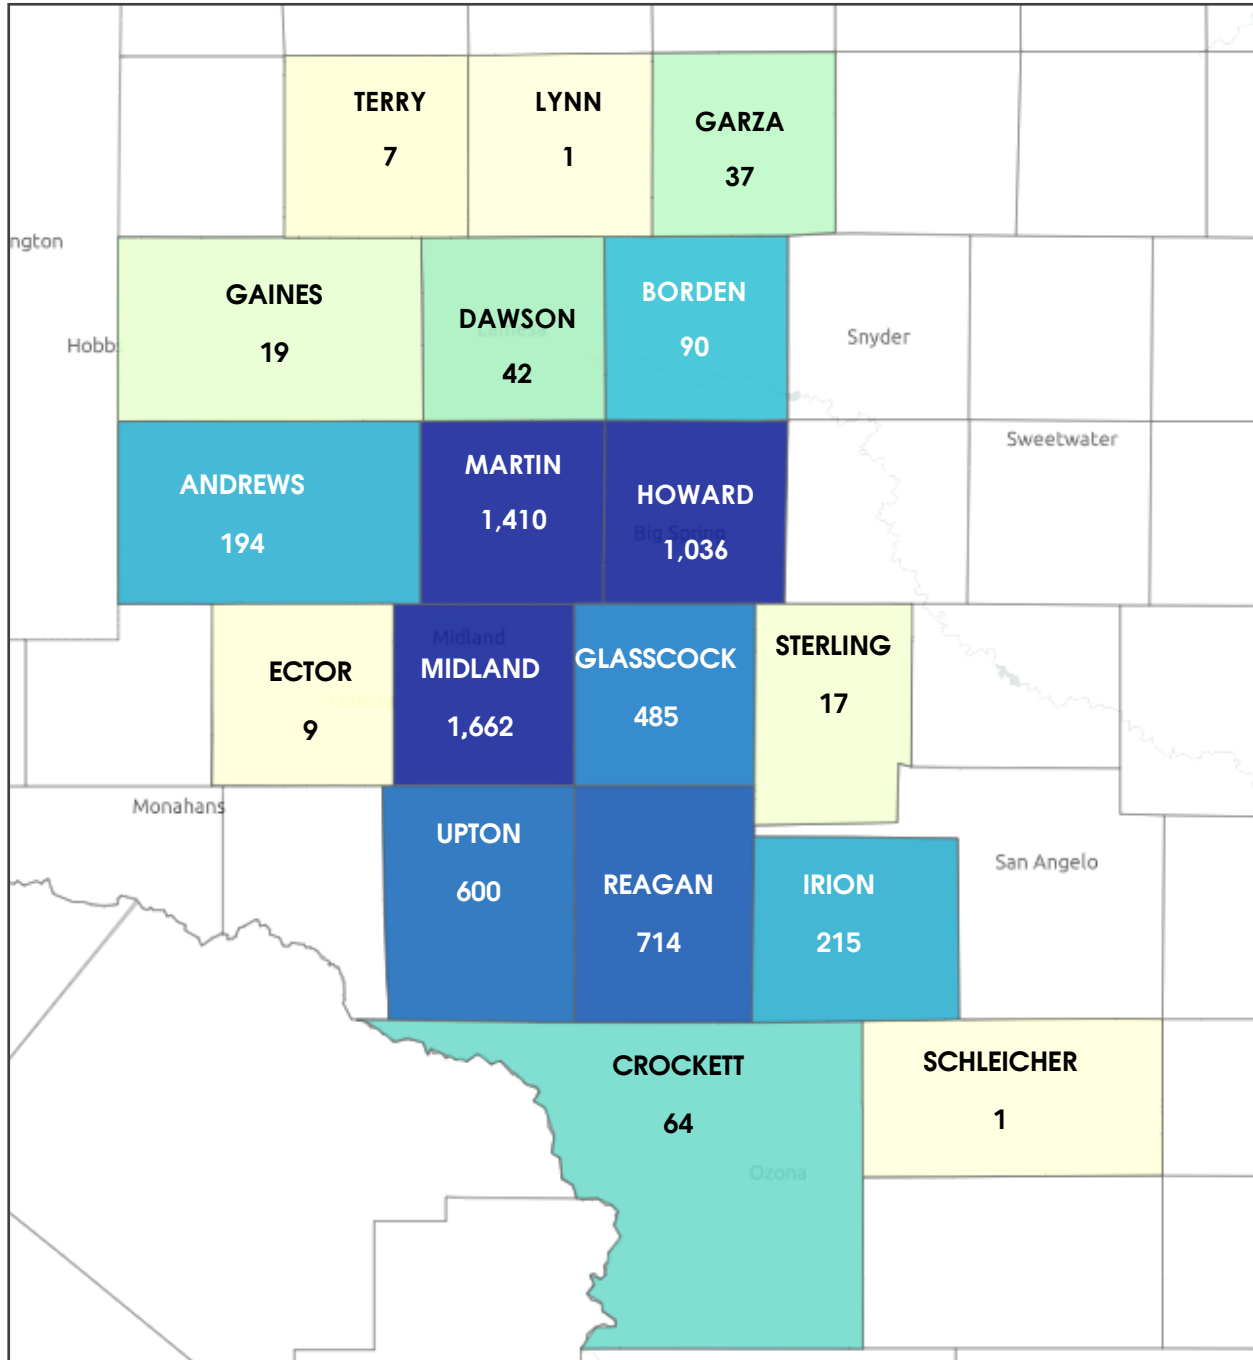 TERRY
7
LYNN
1
GARZA
37
ngton
GAINES
19
DAWSON
42
BORDEN
90
Hobb
Snyder
ANDREWS
194
MARTIN
1,410
HOWARD
Big Spring
1,036
Sweetwater
ECTOR
9
Midland
MIDLAND
1,662
GLASSCOCK
485
STERLING
17
Monahans
UPTON
600
REAGAN
714
IRION
215
San Angelo
CROCKETT
64
Ozona
SCHLEICHER
1